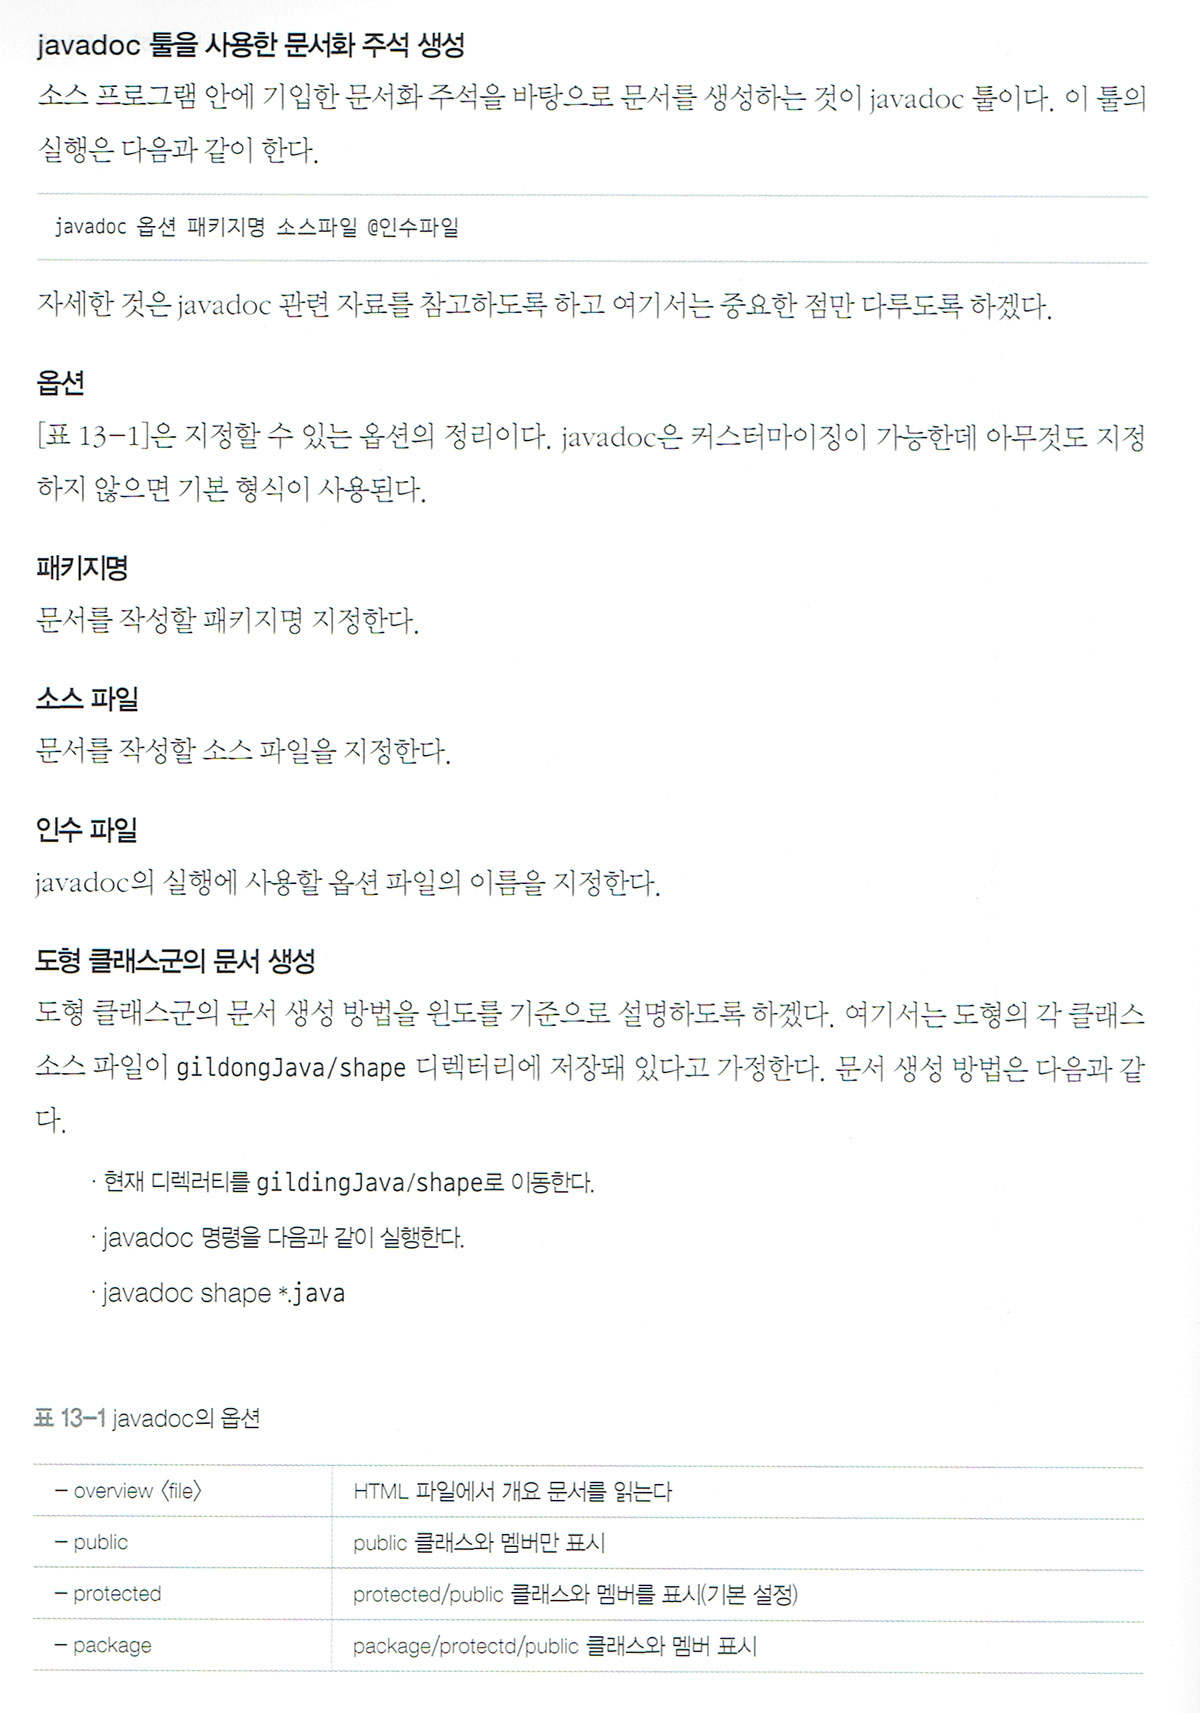 javadoc 툴을 사용한 문서화 주석 생성
소스 프로그램 안에 기입한 문서화 주석을 바탕으로 문서를 생성하는 것이 javadoc 툴이다. 이 툴의
실행은 다음과 같이 한다.
javadoc 옵션 패키지명 소스파일 @인수파일
자세한 것은 javadoc 관련 자료를 참고하도록 하고 여기서는 중요한 점만 다루도록 하겠다.
옵션
[표 13-1]은 지정할 수 있는 옵션의 정리이다. javadoc은 커스터마이징이 가능한데 아무것도 지정
하지 않으면 기본 형식이 사용된다.
패키지명
문서를 작성할 패키지명 지정한다.
소스 파일
문서를 작성할 소스 파일을 지정한다.
인수 파일
javadoc의 실행에 사용할 옵션 파일의 이름을 지정한다.
도형 클래스군의 문서 생성
도형 클래스군의 문서 생성 방법을 윈도를 기준으로 설명하도록 하겠다. 여기서는 도형의 각 클래스
소스 파일이 gildongJava/shape 디렉터리에 저장돼 있다고 가정한다. 문서 생성 방법은 다음과 같
다.
· 현재 디렉러티를 gildingJava/shape로 이동한다.
· javadoc 명령을 다음과 같이 실행한다.
· javadoc shape *.java
표 13-1 javadoc의 옵션
- overview 〈file〉 HTML 파일에서 개요 문서를 읽는다
- public public 클래스와 멤버만 표시
- protected protected/public 클래스와 멤버를 표시(기본 설정)
- package package/protectd/public 클래스와 멤버 표시